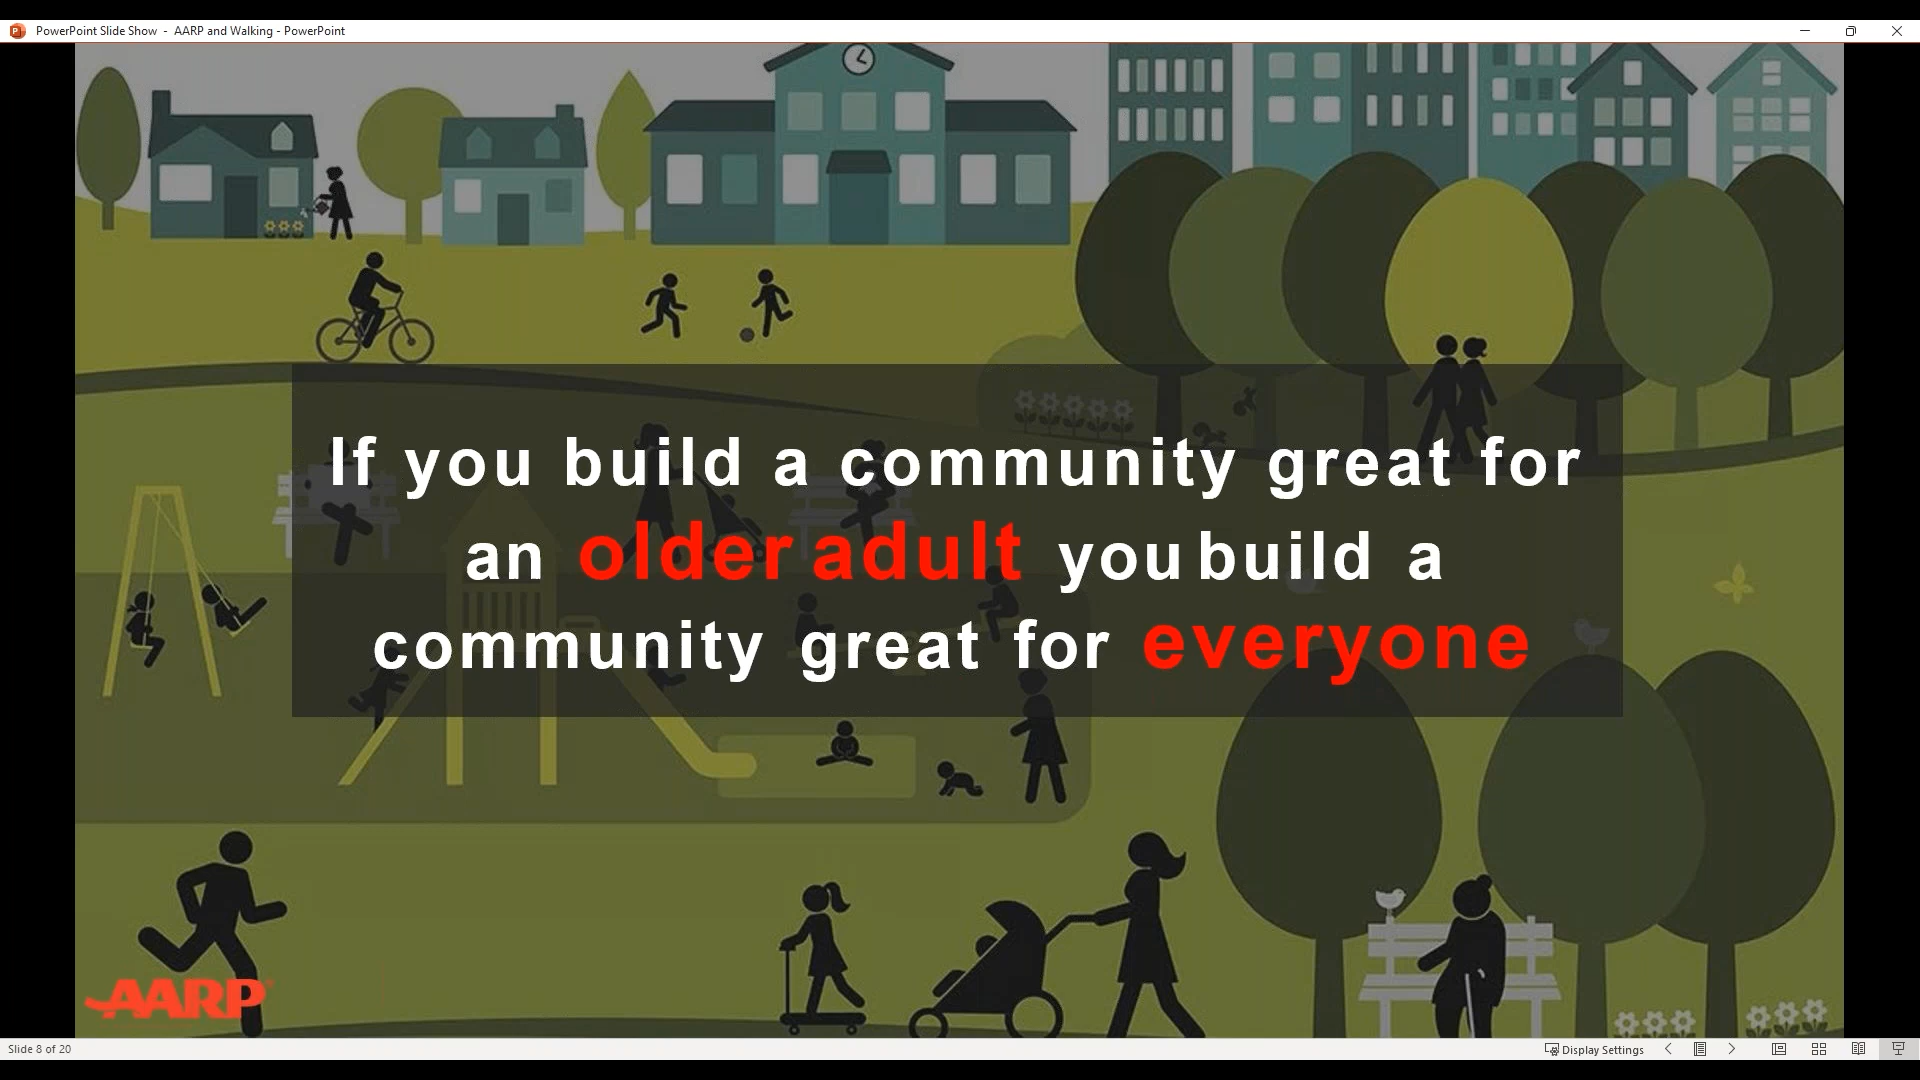 PowerPoint Slide Show - AARP and Walking - PowerPoint
If you build a community great for
an older adult you build a
community great for everyone
AARP®
Slide 8 of 20
Display Settings